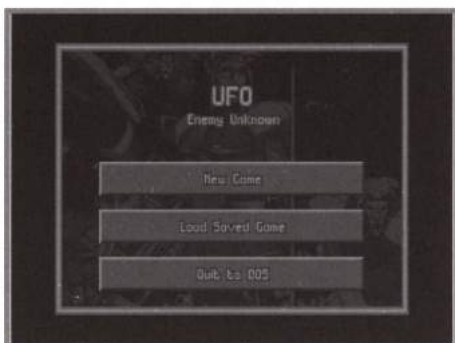 UFO
Enemy Unknown
New Game
Load Saved Game
Quit to DOS